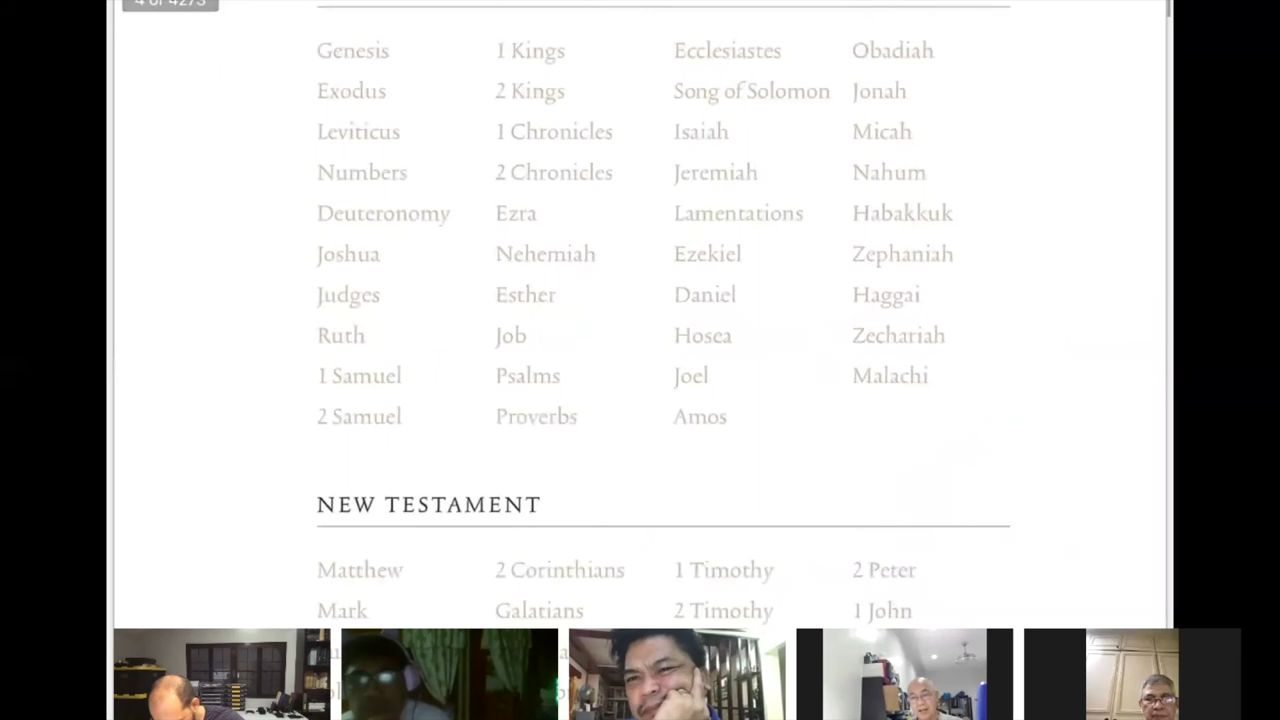 4 of 4273
Genesis 1 Kings Ecclesiastes Obadiah
Exodus 2 Kings Song of Solomon Jonah
Leviticus 1 Chronicles Isaiah Micah
Numbers 2 Chronicles Jeremiah Nahum
Deuteronomy Ezra Lamentations Habakkuk
Joshua Nehemiah Ezekiel Zephaniah
Judges Esther Daniel Haggai
Ruth Job Hosea Zechariah
1 Samuel Psalms Joel Malachi
2 Samuel Proverbs Amos
NEW TESTAMENT
Matthew 2 Corinthians 1 Timothy 2 Peter
Mark Galatians 2 Timothy 1 John